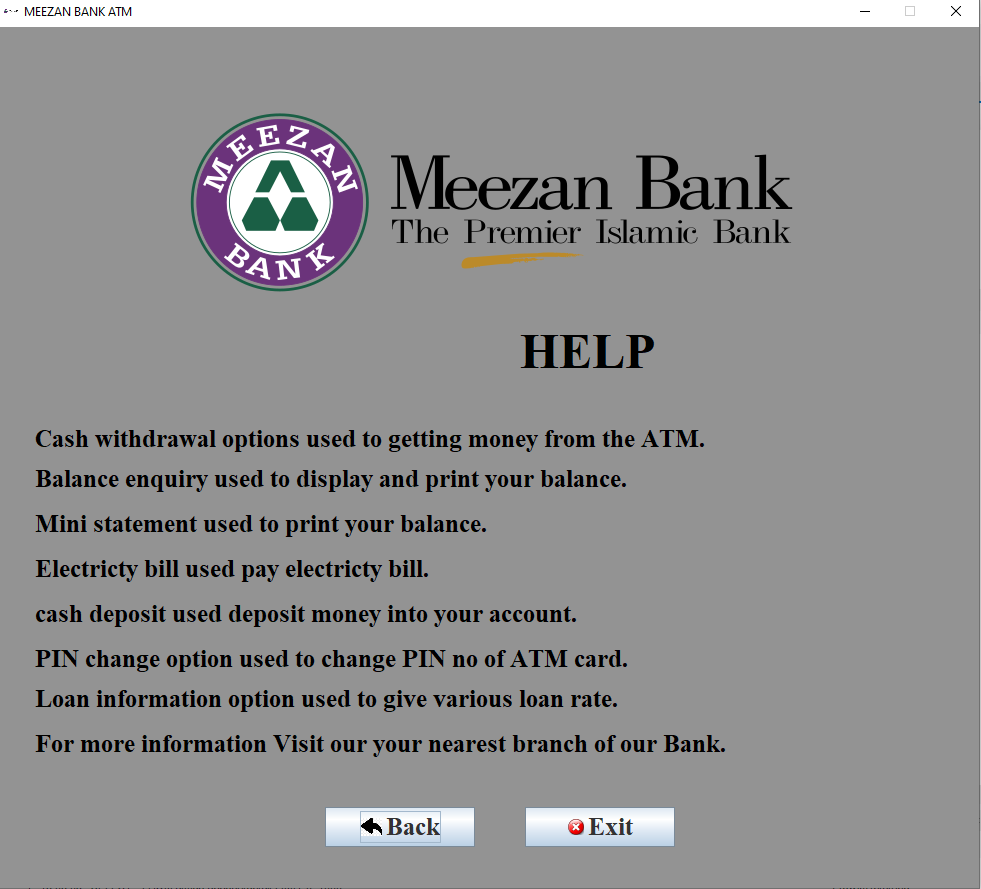 MEEZAN BANK ATM
MEEZAN
BANK
Meezan Bank
The Premier Islamic Bank
HELP
Cash withdrawal options used to getting money from the ATM.
Balance enquiry used to display and print your balance.
Mini statement used to print your balance.
Electricty bill used pay electricty bill.
cash deposit used deposit money into your account.
PIN change option used to change PIN no of ATM card.
Loan information option used to give various loan rate.
For more information Visit our your nearest branch of our Bank.
Back
Exit